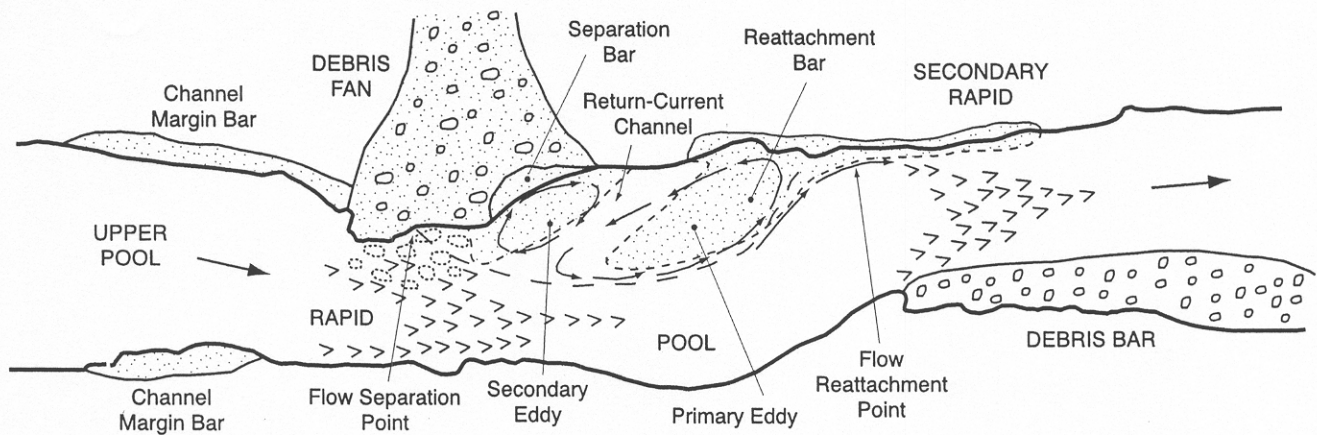 Channel
Margin Bar
DEBRIS
FAN
Separation
Bar
Return-Current
Channel
Reattachment
Bar
SECONDARY
RAPID
UPPER
POOL
RAPID
POOL
DEBRIS BAR
Channel
Margin Bar
Flow Separation
Point
Secondary
Eddy
Primary Eddy
Flow
Reattachment
Point